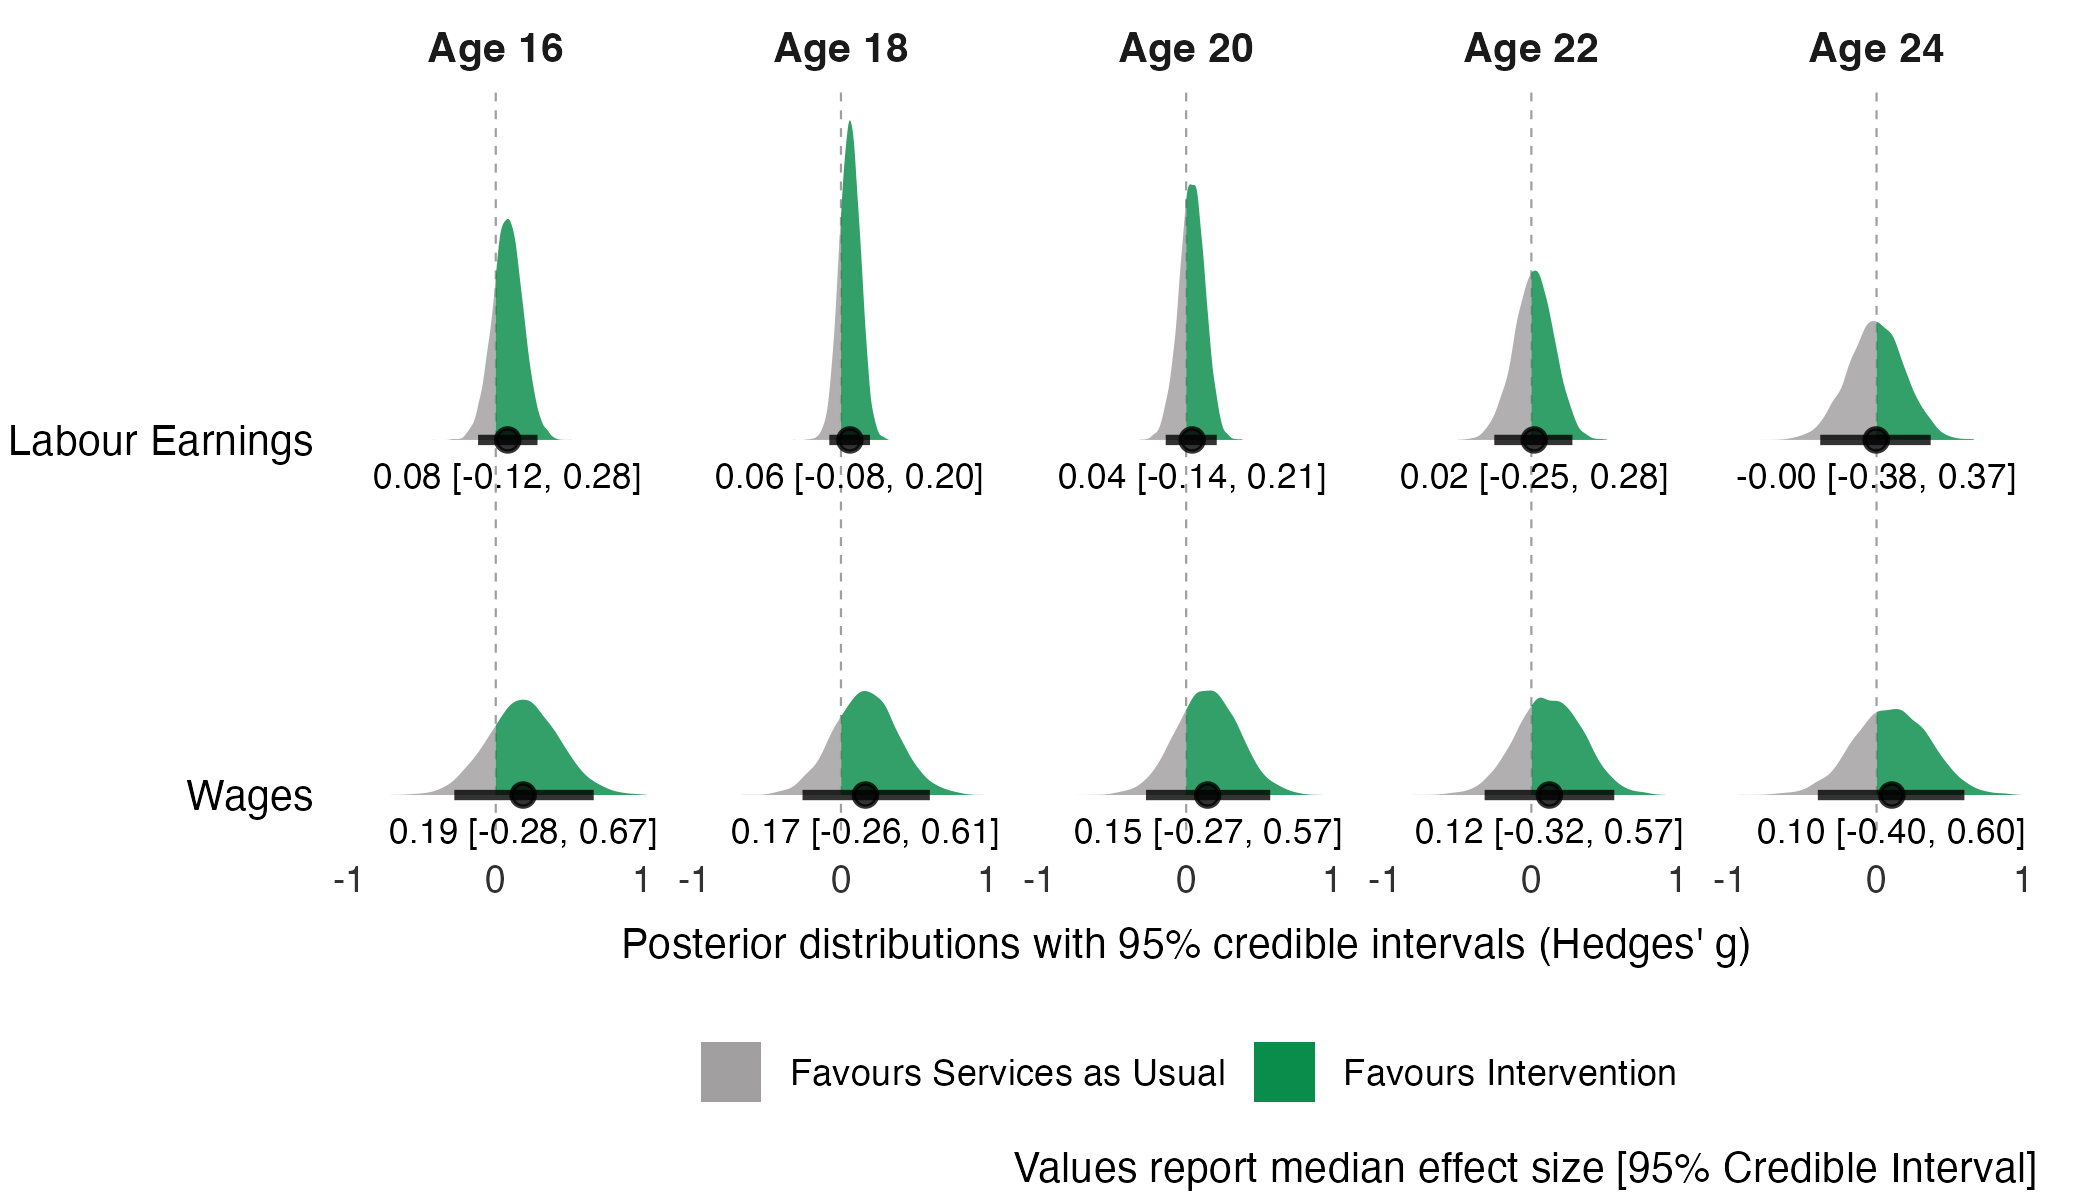 Age 16 Age 18 Age 20 Age 22 Age 24
Labour Earnings
0.08 [-0.12, 0.28] 0.06 [-0.08, 0.20] 0.04 [-0.14, 0.21] 0.02 [-0.25, 0.28] -0.00 [-0.38, 0.37]
Wages
0.19 [-0.28, 0.67] 0.17 [-0.26, 0.61] 0.15 [-0.27, 0.57] 0.12 [-0.32, 0.57] 0.10 [-0.40, 0.60]
-1 0 1 -1 0 1 -1 0 1 -1 0 1 -1 0 1
Posterior distributions with 95% credible intervals (Hedges' g)
Favours Services as Usual Favours Intervention
Values report median effect size [95% Credible Interval]